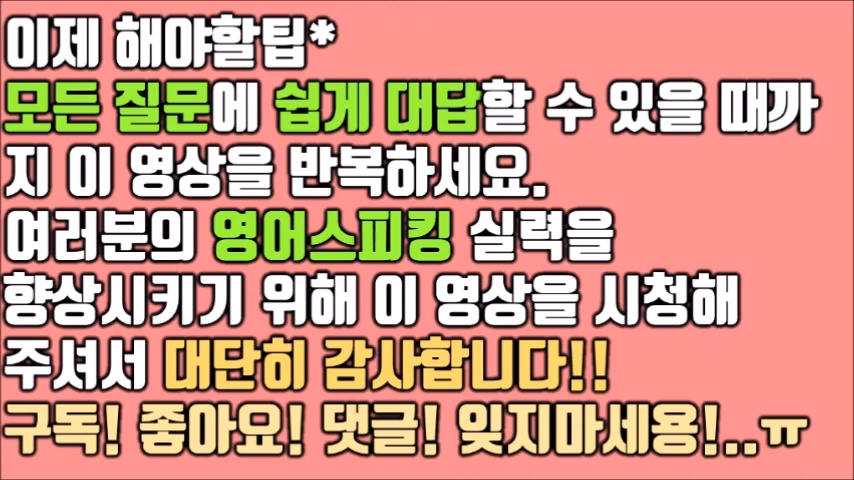 이제 해야할팁*
모든 질문에 쉽게 대답할 수 있을 때까
지 이 영상을 반복하세요.
여러분의 영어스피킹 실력을
향상시키기 위해 이 영상을 시청해
주셔서 대단히 감사합니다!!
구독! 좋아요! 댓글! 잊지마세용!..ㅠ